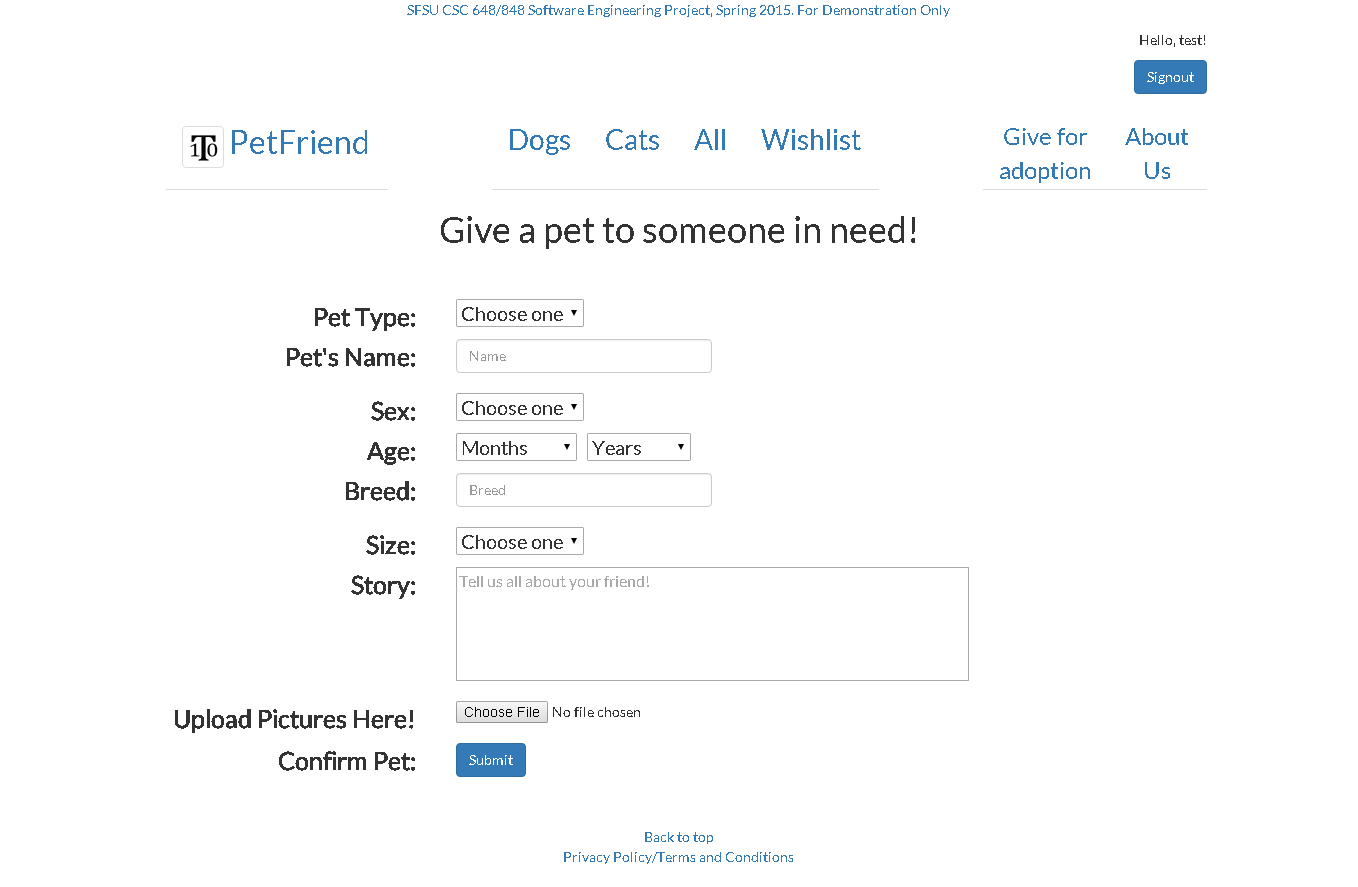 SFSU CSC 648/848 Software Engineering Project, Spring 2015. For Demonstration Only
Hello, test!
Signout
PetFriend
Dogs Cats All Wishlist
Give for adoption
About Us
Give a pet to someone in need!
Pet Type: Choose one
Pet's Name: Name
Sex: Choose one
Age: Months Years
Breed: Breed
Size: Choose one
Story: Tell us all about your friend!
Upload Pictures Here! Choose File No file chosen
Confirm Pet: Submit
Back to top
Privacy Policy/Terms and Conditions